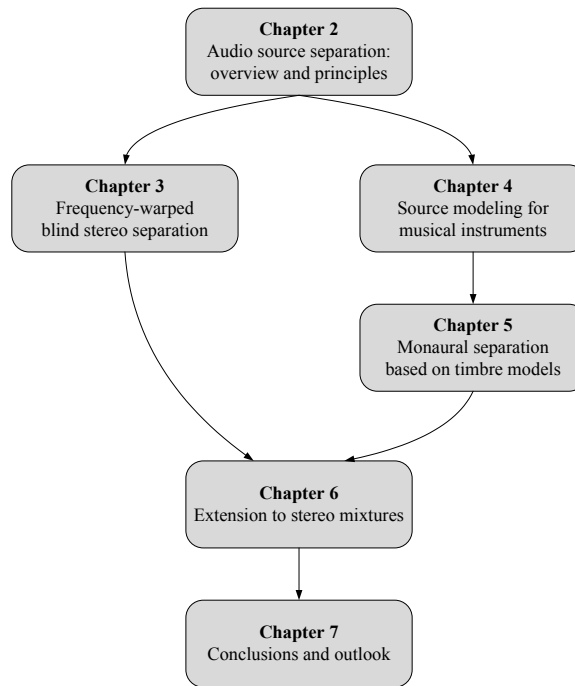 Chapter 2
Audio source separation:
overview and principles
Chapter 3
Frequency-warped
blind stereo separation
Chapter 4
Source modeling for
musical instruments
Chapter 5
Monaural separation
based on timbre models
Chapter 6
Extension to stereo mixtures
Chapter 7
Conclusions and outlook